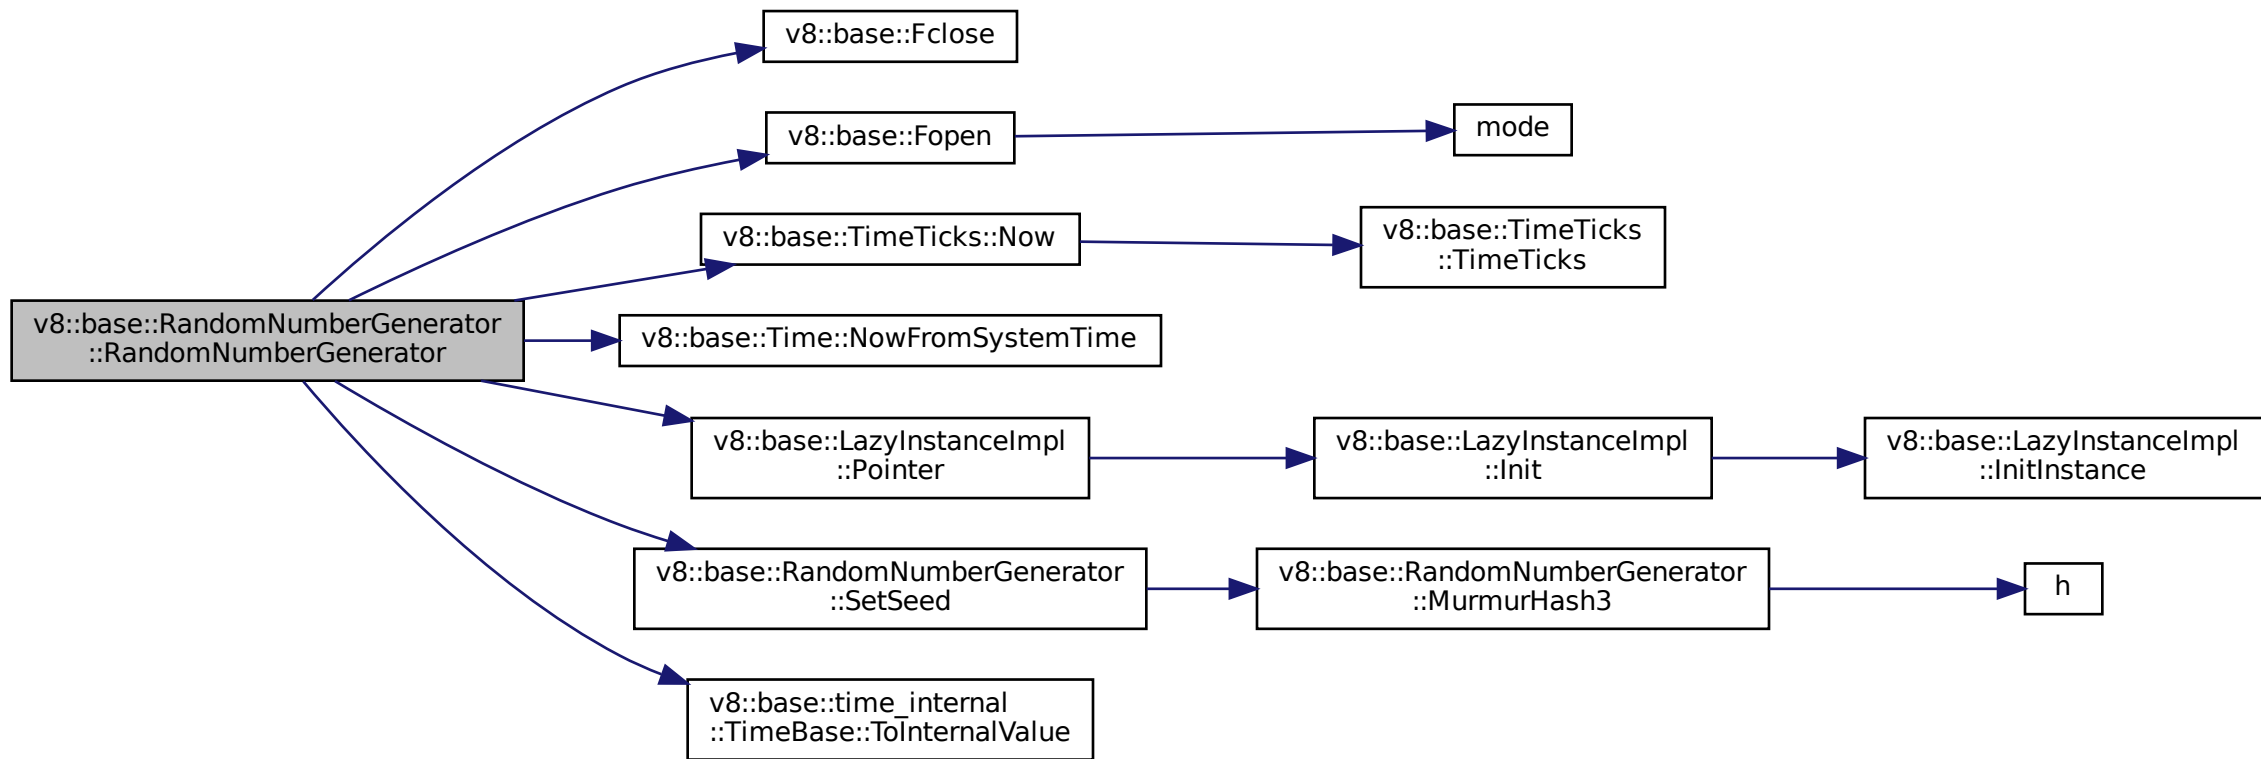 v8::base::Fclose
v8::base::Fopen
mode
v8::base::TimeTicks::Now
v8::base::TimeTicks
::TimeTicks
v8::base::RandomNumberGenerator
::RandomNumberGenerator
v8::base::Time::NowFromSystemTime
v8::base::LazyInstanceImpl
::Pointer
v8::base::LazyInstanceImpl
::Init
v8::base::LazyInstanceImpl
::InitInstance
v8::base::RandomNumberGenerator
::SetSeed
v8::base::RandomNumberGenerator
::MurmurHash3
h
v8::base::time_internal
::TimeBase::ToInternalValue